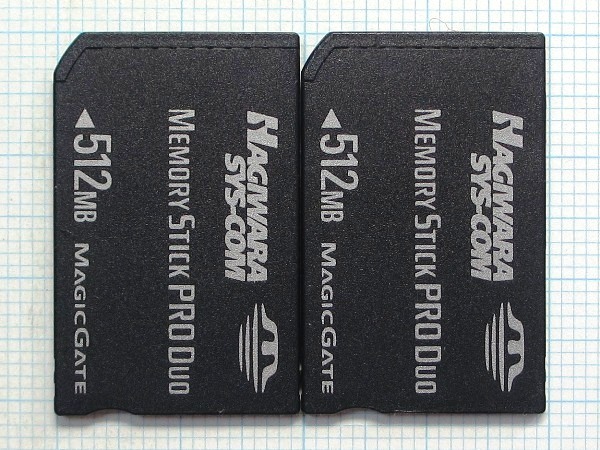 HAGIWARA
SYS-COM
MEMORY STICK PRO DUO
◀512MB MAGICGATE
HAGIWARA
SYS-COM
MEMORY STICK PRO DUO
◀512MB MAGICGATE